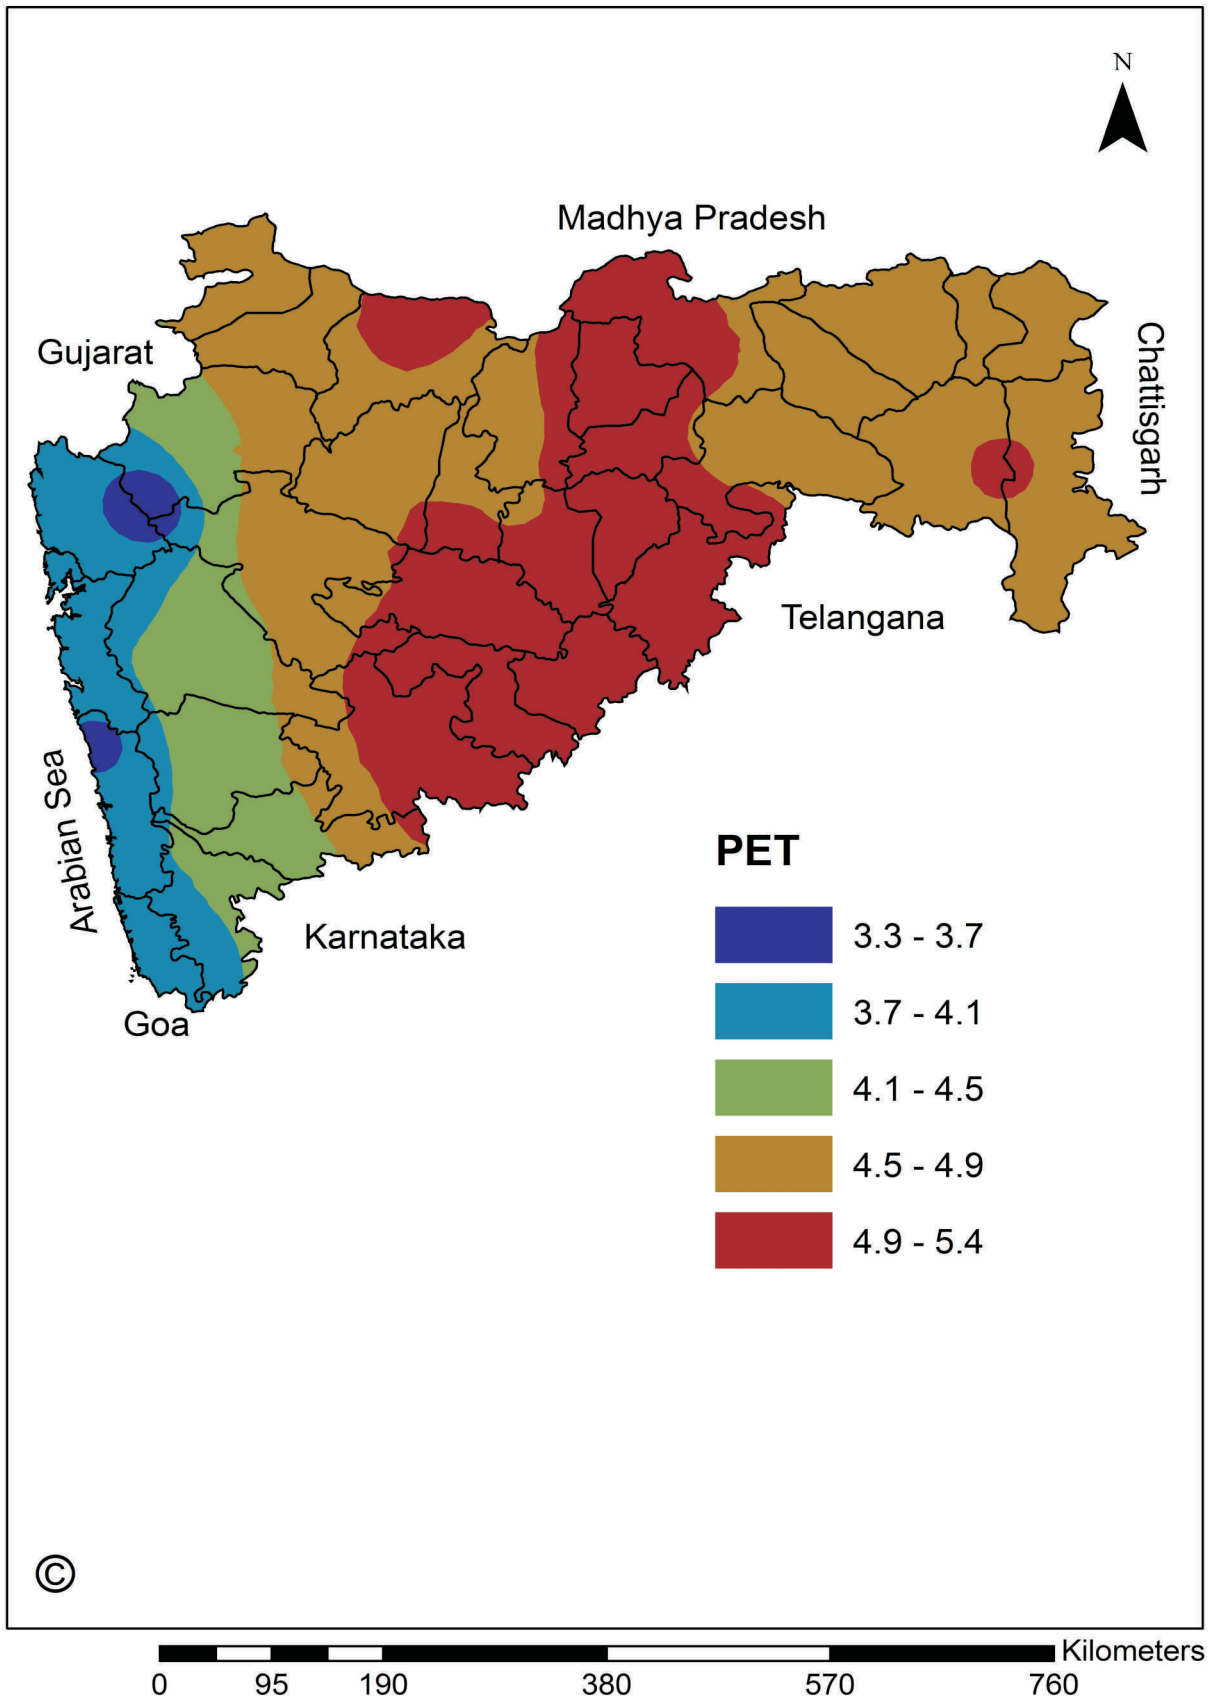 N
Madhya Pradesh
Gujarat
Chattisgarh
Telangana
Arabian Sea
Karnataka
Goa
PET
3.3 - 3.7
3.7 - 4.1
4.1 - 4.5
4.5 - 4.9
4.9 - 5.4
©
Kilometers
0 95 190 380 570 760